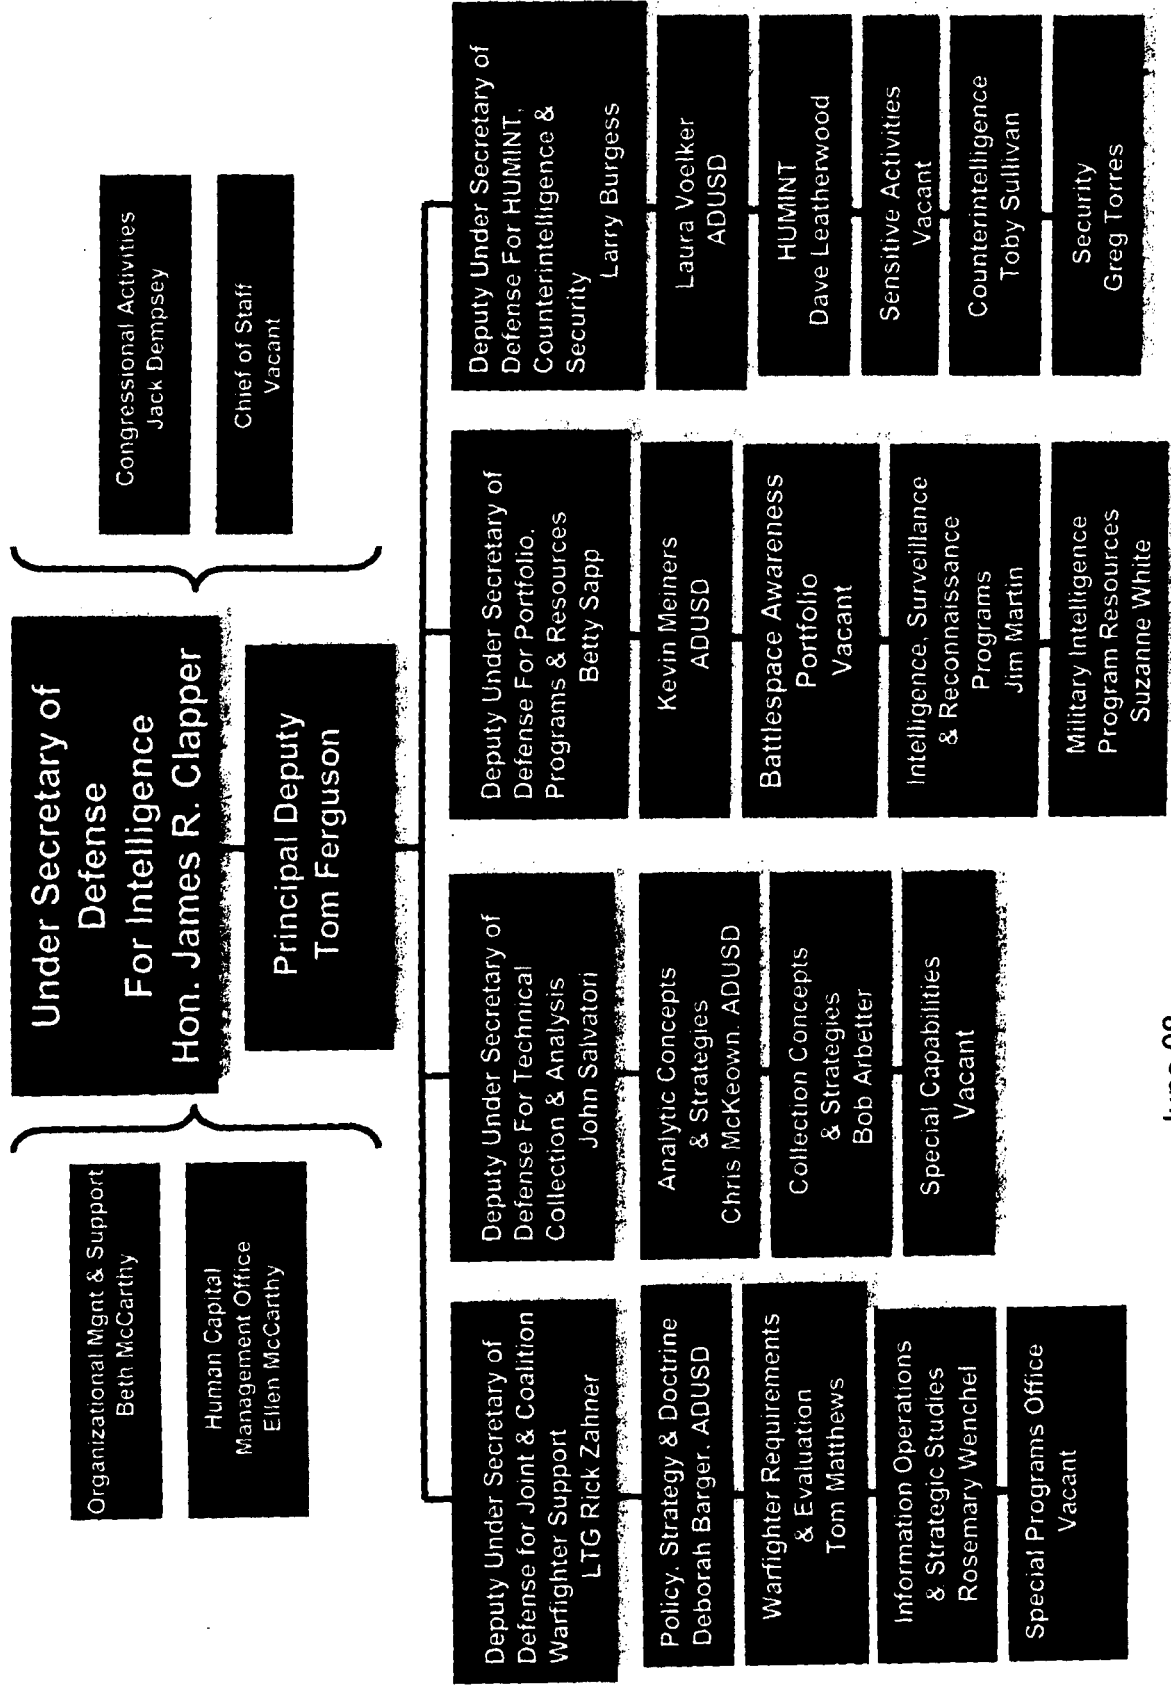 Under Secretary of
Defense
For Intelligence
Hon. James R. Clapper
Principal Deputy
Tom Ferguson
Organizational Mgnt & Support
Beth McCarthy
Human Capital
Management Office
Ellen McCarthy
Congressional Activities
Jack Dempsey
Chief of Staff
Vacant
Deputy Under Secretary of
Defense for Joint & Coalition
Warfighter Support
LTG Rick Zahner
Policy, Strategy & Doctrine
Deborah Barger, ADUSD
Warfighter Requirements
& Evaluation
Tom Matthews
Information Operations
& Strategic Studies
Rosemary Wenchel
Special Programs Office
Vacant
Deputy Under Secretary of
Defense For Technical
Collection & Analysis
John Salvatori
Analytic Concepts
& Strategies
Chris McKeown, ADUSD
Collection Concepts
& Strategies
Bob Arbetter
Special Capabilities
Vacant
Deputy Under Secretary of
Defense For Portfolio,
Programs & Resources
Betty Sapp
Kevin Meiners
ADUSD
Battlespace Awareness
Portfolio
Vacant
Intelligence, Surveillance
& Reconnaissance
Programs
Jim Martin
Military Intelligence
Program Resources
Suzanne White
Deputy Under Secretary of
Defense For HUMINT,
Counterintelligence &
Security
Larry Burgess
Laura Voelker
ADUSD
HUMINT
Dave Leatherwood
Sensitive Activities
Vacant
Counterintelligence
Toby Sullivan
Security
Greg Torres